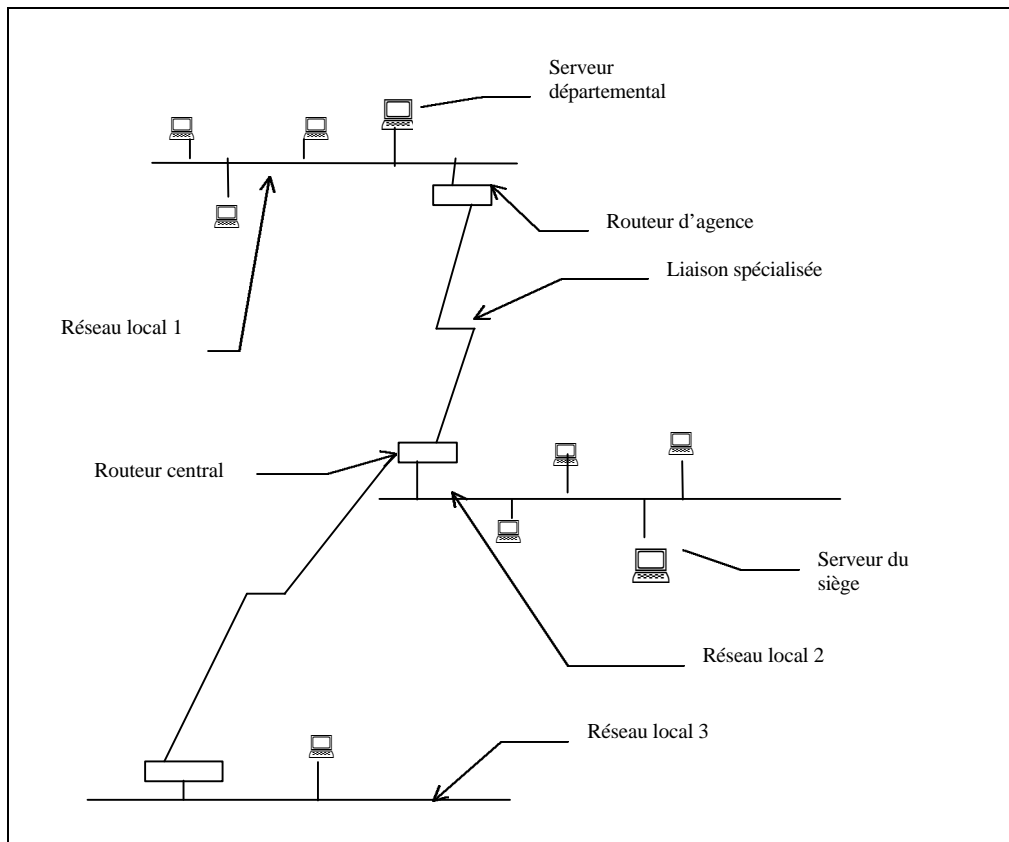 Serveur
départemental
Routeur d’agence
Liaison spécialisée
Réseau local 1
Routeur central
Serveur du
siège
Réseau local 2
Réseau local 3